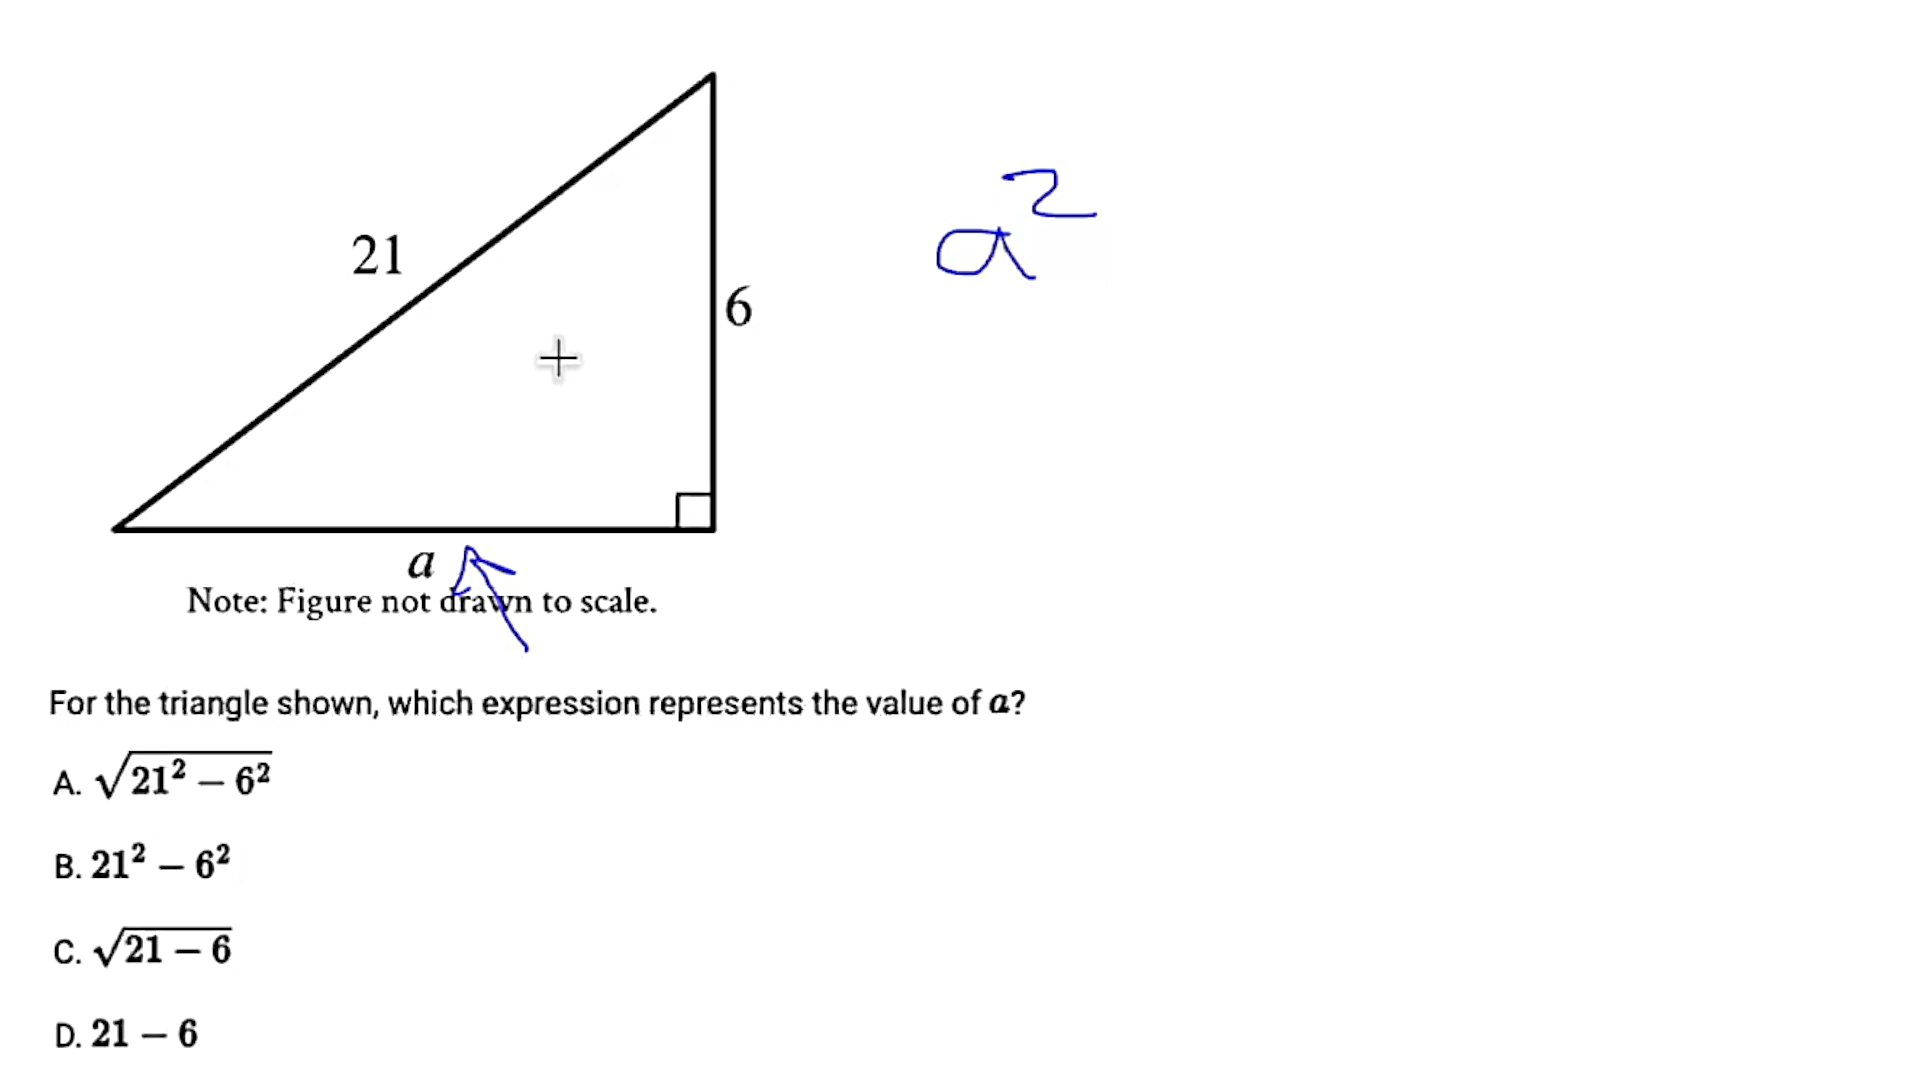 21
a²
6
a
Note: Figure not drawn to scale.
For the triangle shown, which expression represents the value of a?
A. √(21² – 6²)
B. 21² – 6²
C. √(21 – 6)
D. 21 – 6